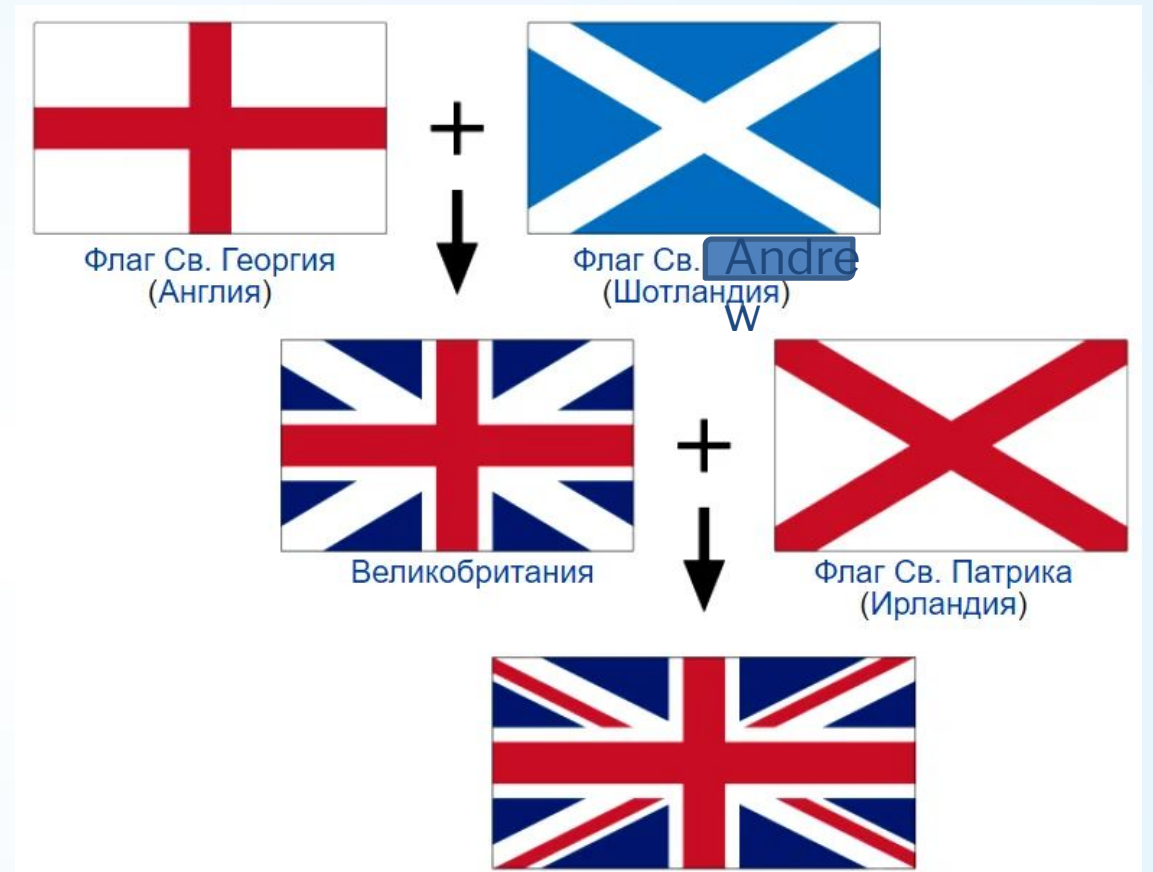 Флаг Св. Георгия
(Англия)
Флаг Св. Andre
w
(Шотландия)
Великобритания
Флаг Св. Патрика
(Ирландия)